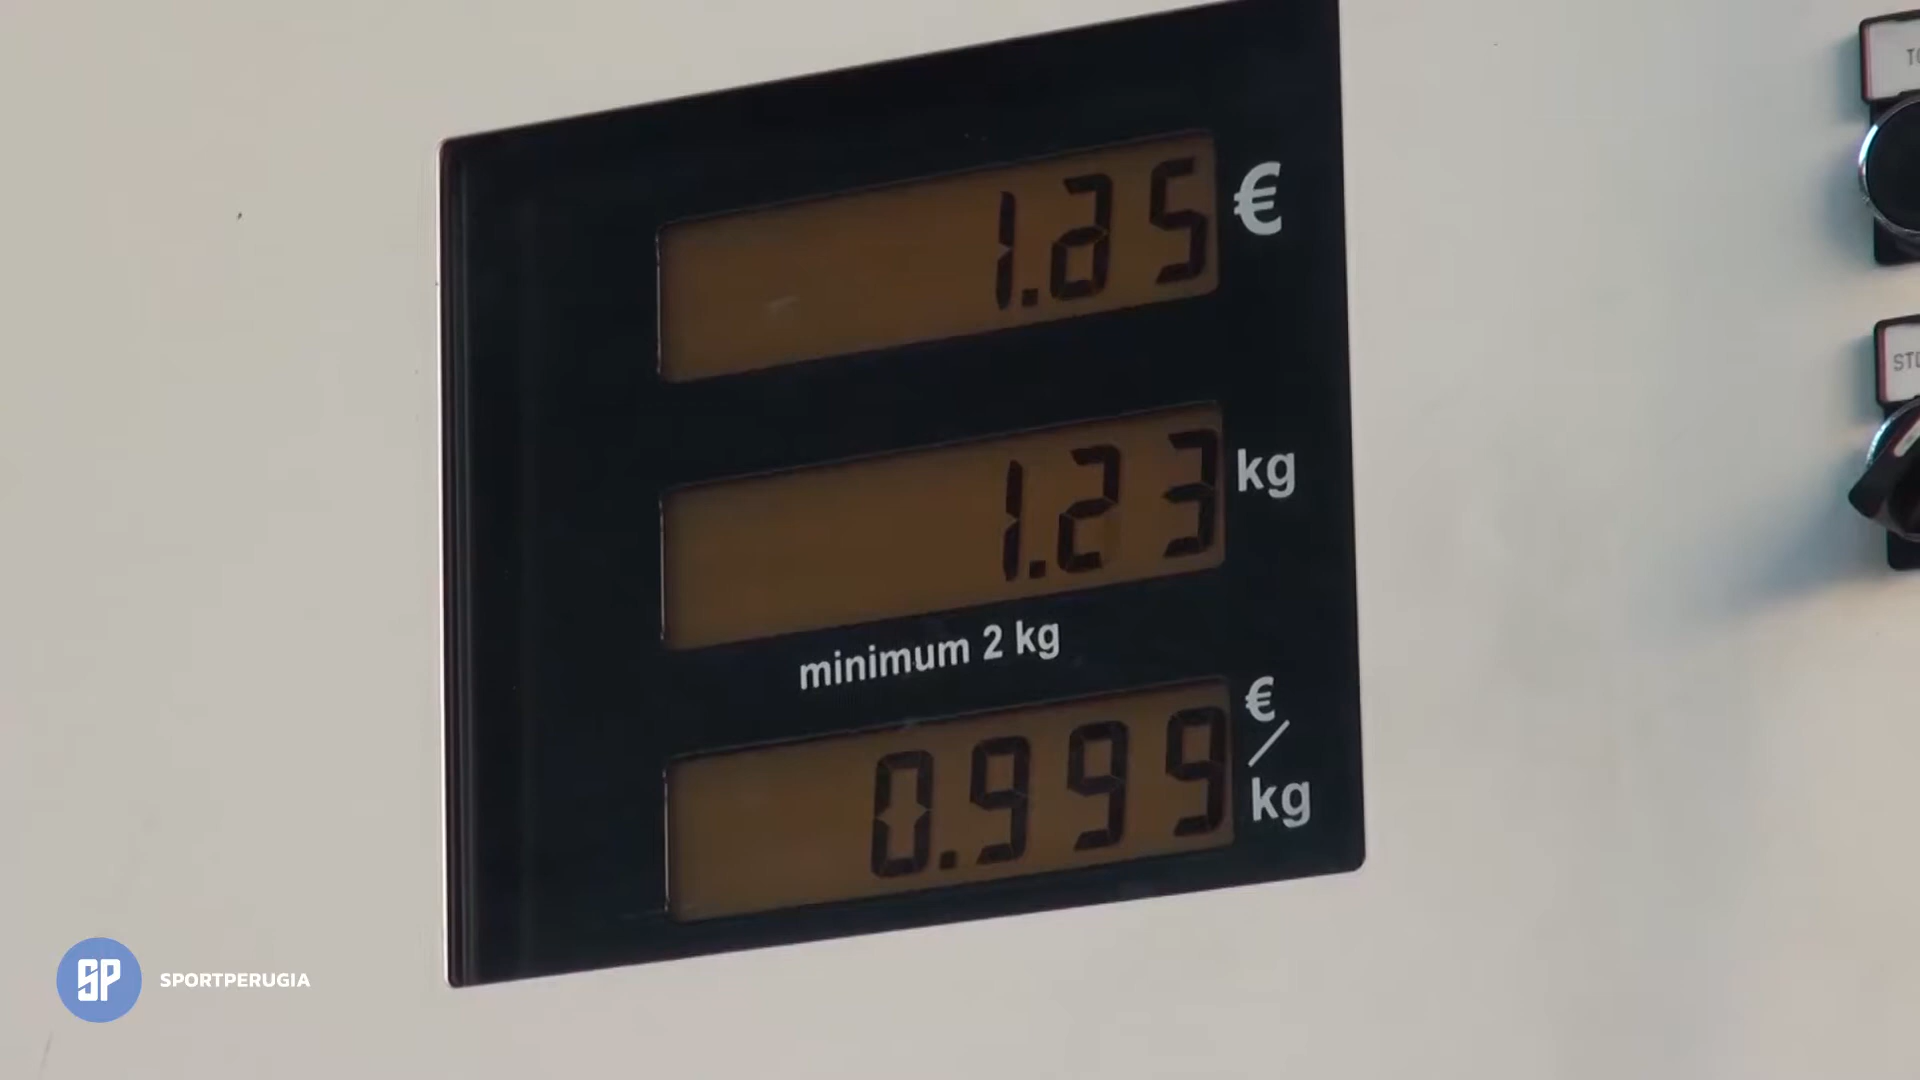 1.25 €
1.23 kg
minimum 2 kg
0.999 €/kg
SP SPORTPERUGIA